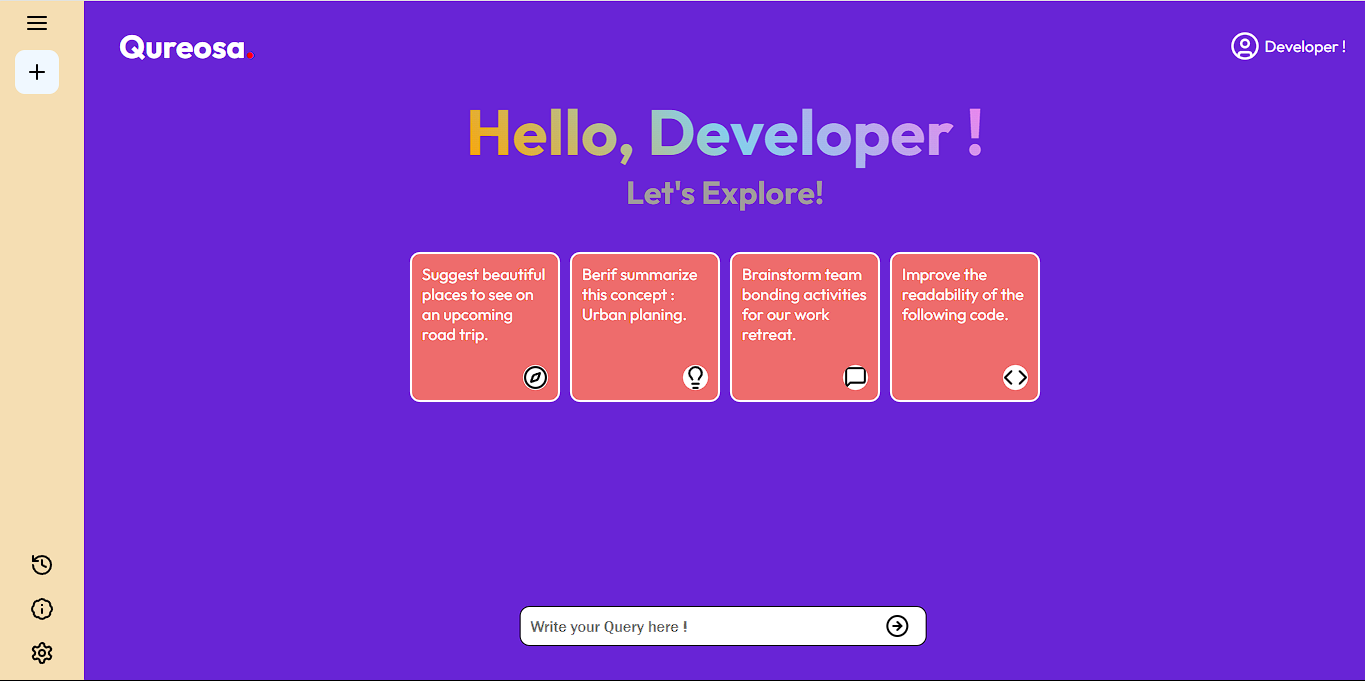 Qureosa.
Developer !
Hello, Developer !
Let's Explore!
Suggest beautiful
places to see on
an upcoming
road trip.
Berif summarize
this concept :
Urban planing.
Brainstorm team
bonding activities
for our work
retreat.
Improve the
readability of the
following code.
Write your Query here !